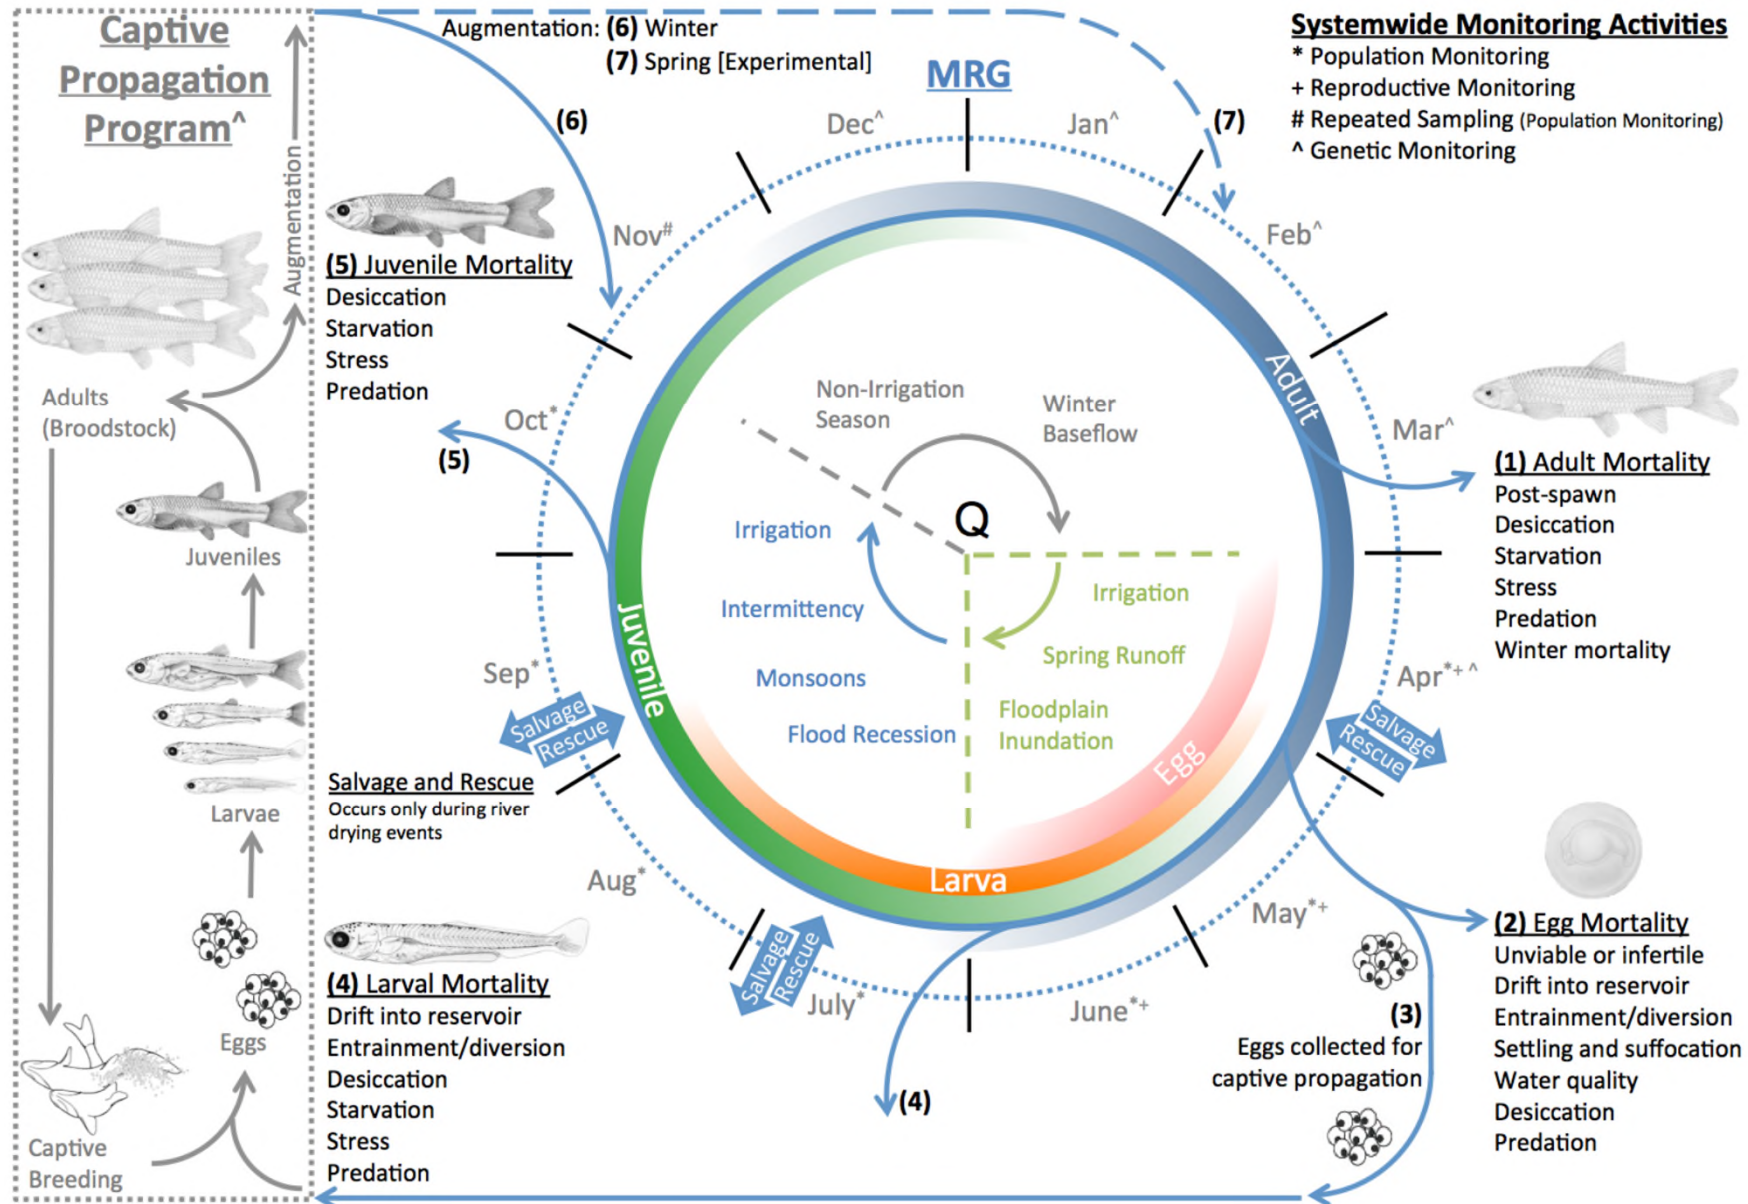 Captive
Propagation
Program^
Augmentation
Adults
(Broodstock)
Juveniles
Larvae
Eggs
Captive
Breeding
Augmentation: (6) Winter
(7) Spring [Experimental]
(6)
(7)
MRG
Systemwide Monitoring Activities
* Population Monitoring
+ Reproductive Monitoring
# Repeated Sampling (Population Monitoring)
^ Genetic Monitoring
Dec^
Jan^
Feb^
Mar^
Apr*+ ^
May*+
June*+
July*
Aug*
Sep*
Oct*
Nov#
(5) Juvenile Mortality
Desiccation
Starvation
Stress
Predation
(5)
Non-Irrigation
Season
Winter
Baseflow
Q
Irrigation
Intermittency
Monsoons
Flood Recession
Irrigation
Spring Runoff
Floodplain
Inundation
Adult
Egg
Larva
Juvenile
(1) Adult Mortality
Post-spawn
Desiccation
Starvation
Stress
Predation
Winter mortality
Salvage
Rescue
Salvage
Rescue
Salvage
Rescue
Salvage and Rescue
Occurs only during river
drying events
(4) Larval Mortality
Drift into reservoir
Entrainment/diversion
Desiccation
Starvation
Stress
Predation
(4)
(3)
Eggs collected for
captive propagation
(2) Egg Mortality
Unviable or infertile
Drift into reservoir
Entrainment/diversion
Settling and suffocation
Water quality
Desiccation
Predation